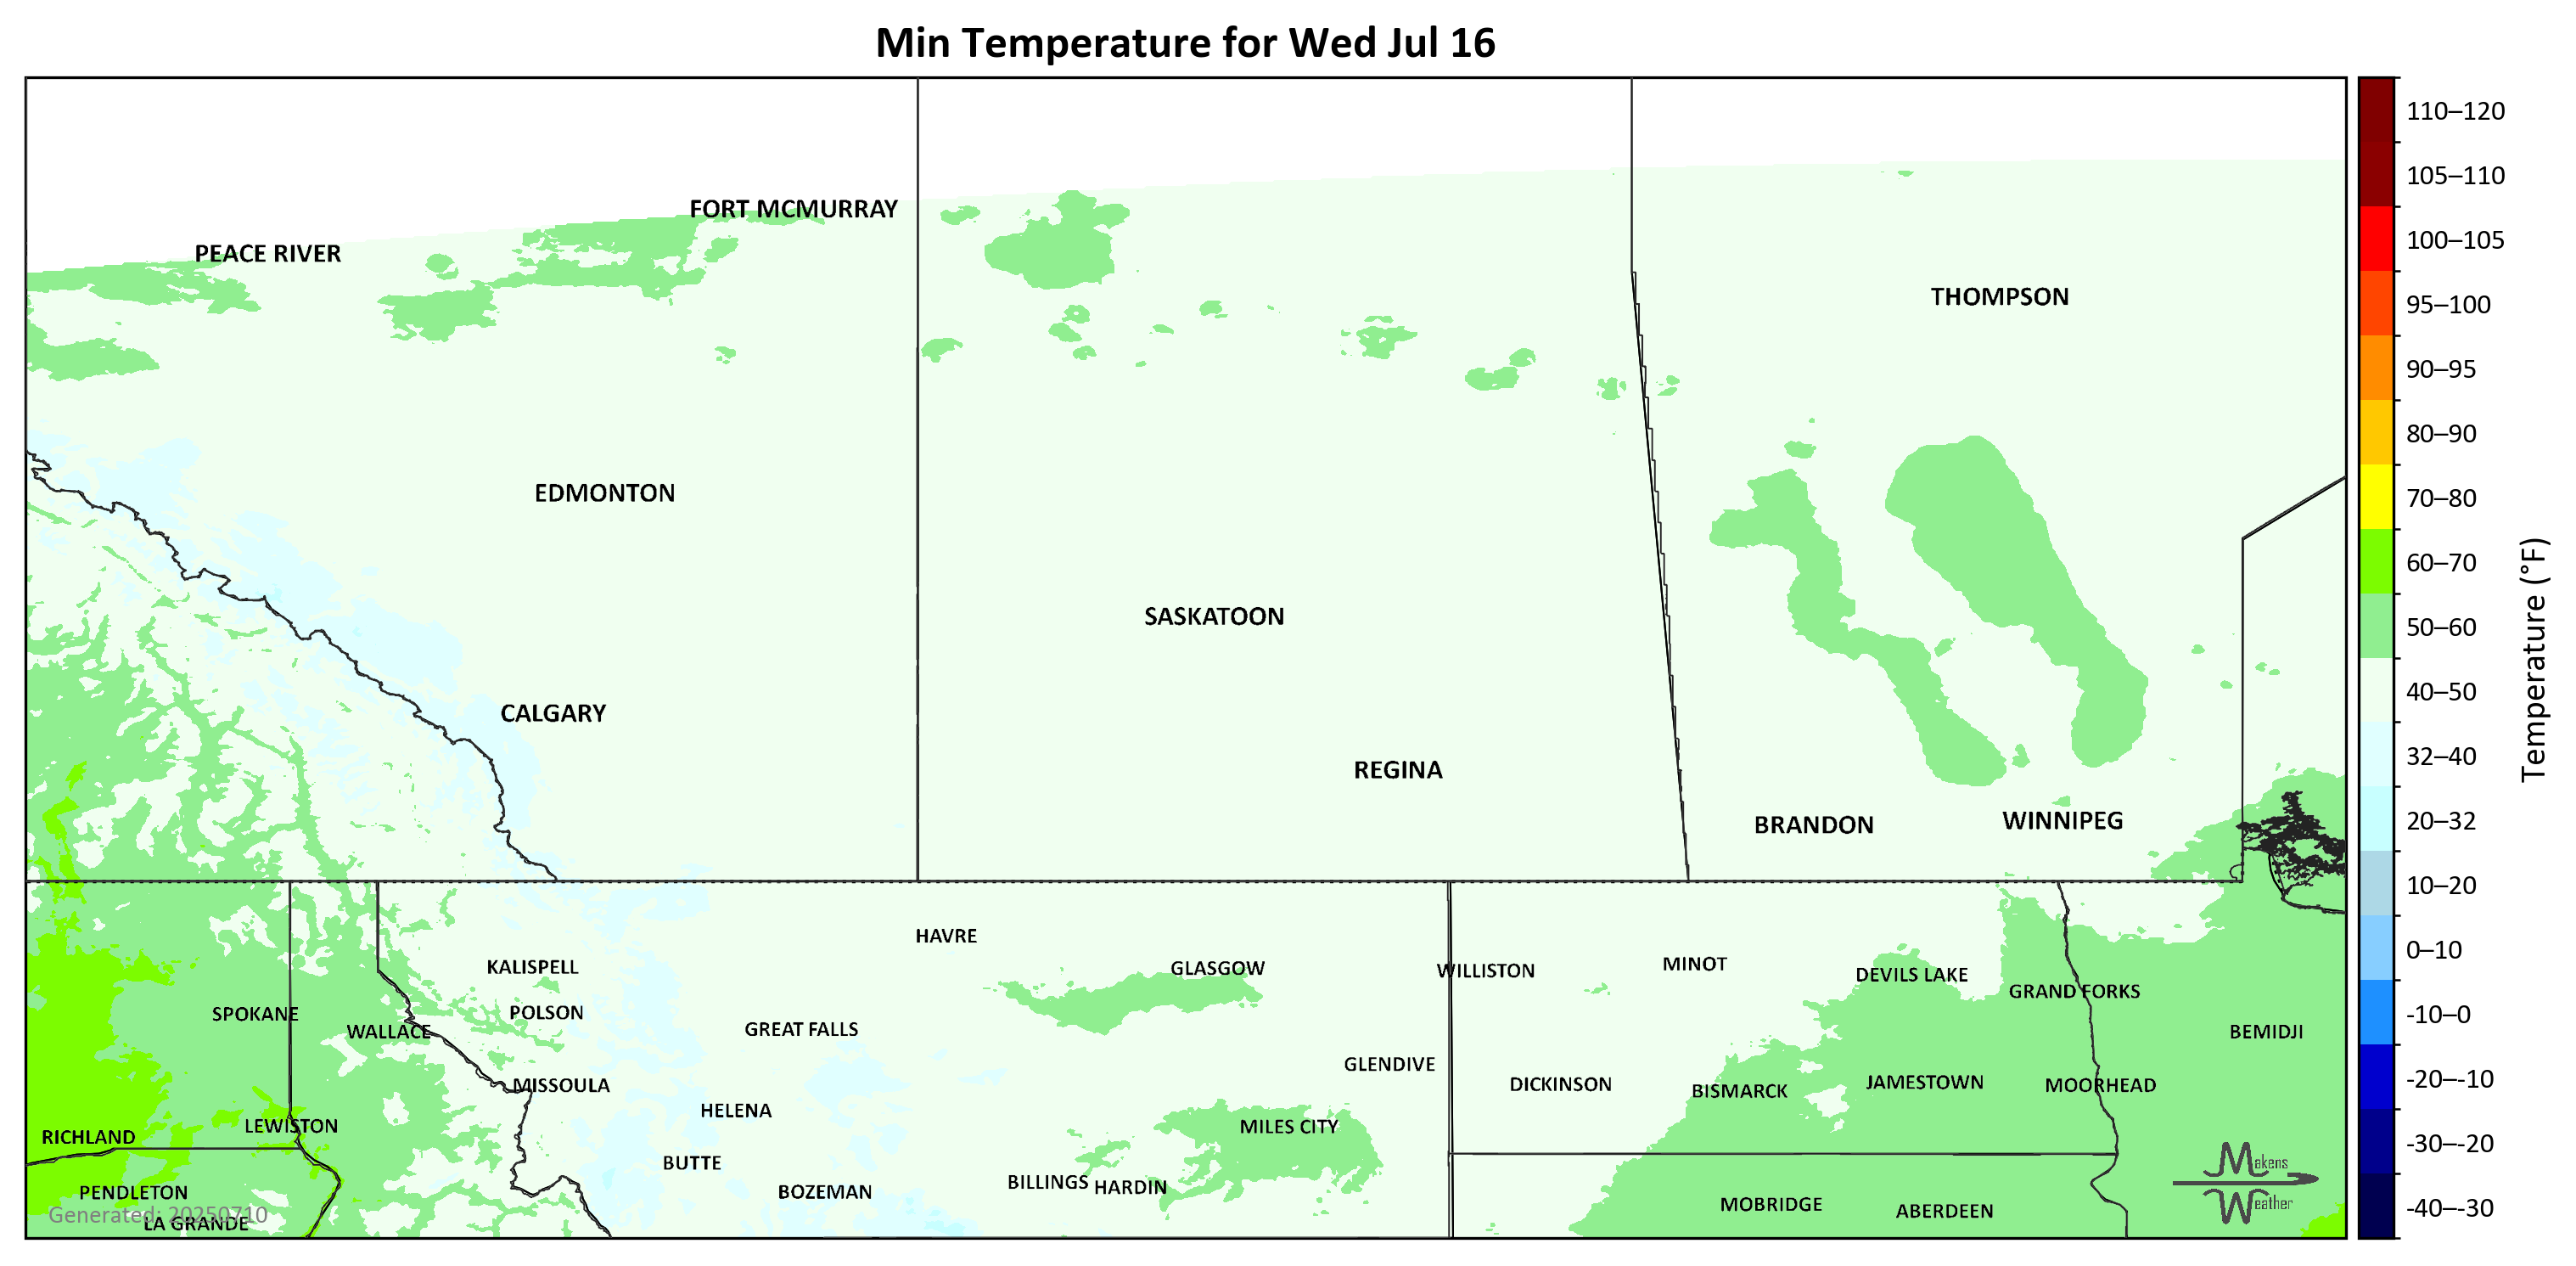 Min Temperature for Wed Jul 16
110–120
105–110
100–105
95–100
90–95
80–90
70–80
60–70
50–60
40–50
32–40
20–32
10–20
0–10
-10–0
-20–-10
-30–-20
-40–-30
Temperature (°F)
FORT MCMURRAY
PEACE RIVER
THOMPSON
EDMONTON
SASKATOON
CALGARY
REGINA
BRANDON
WINNIPEG
HAVRE
KALISPELL
GLASGOW
WILLISTON
MINOT
DEVILS LAKE
GRAND FORKS
SPOKANE
POLSON
WALLACE
GREAT FALLS
BEMIDJI
GLENDIVE
MISSOULA
DICKINSON
BISMARCK
JAMESTOWN
MOORHEAD
HELENA
LEWISTON
MILES CITY
RICHLAND
BUTTE
BILLINGS
HARDIN
BOZEMAN
PENDLETON
MOBRIDGE
ABERDEEN
Generated: 20250710
LA GRANDE
Makens
Weather